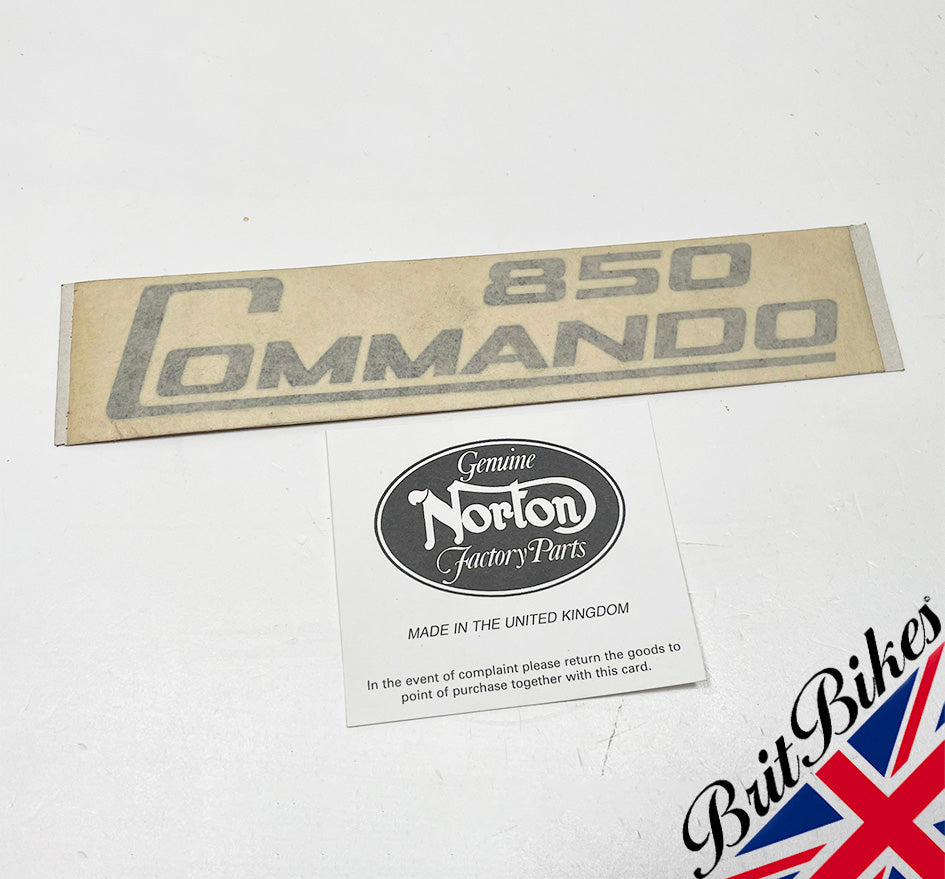 850
COMMANDO
Genuine
Norton
Factory Parts
MADE IN THE UNITED KINGDOM
In the event of complaint please return the goods to
point of purchase together with this card.
BritBikes